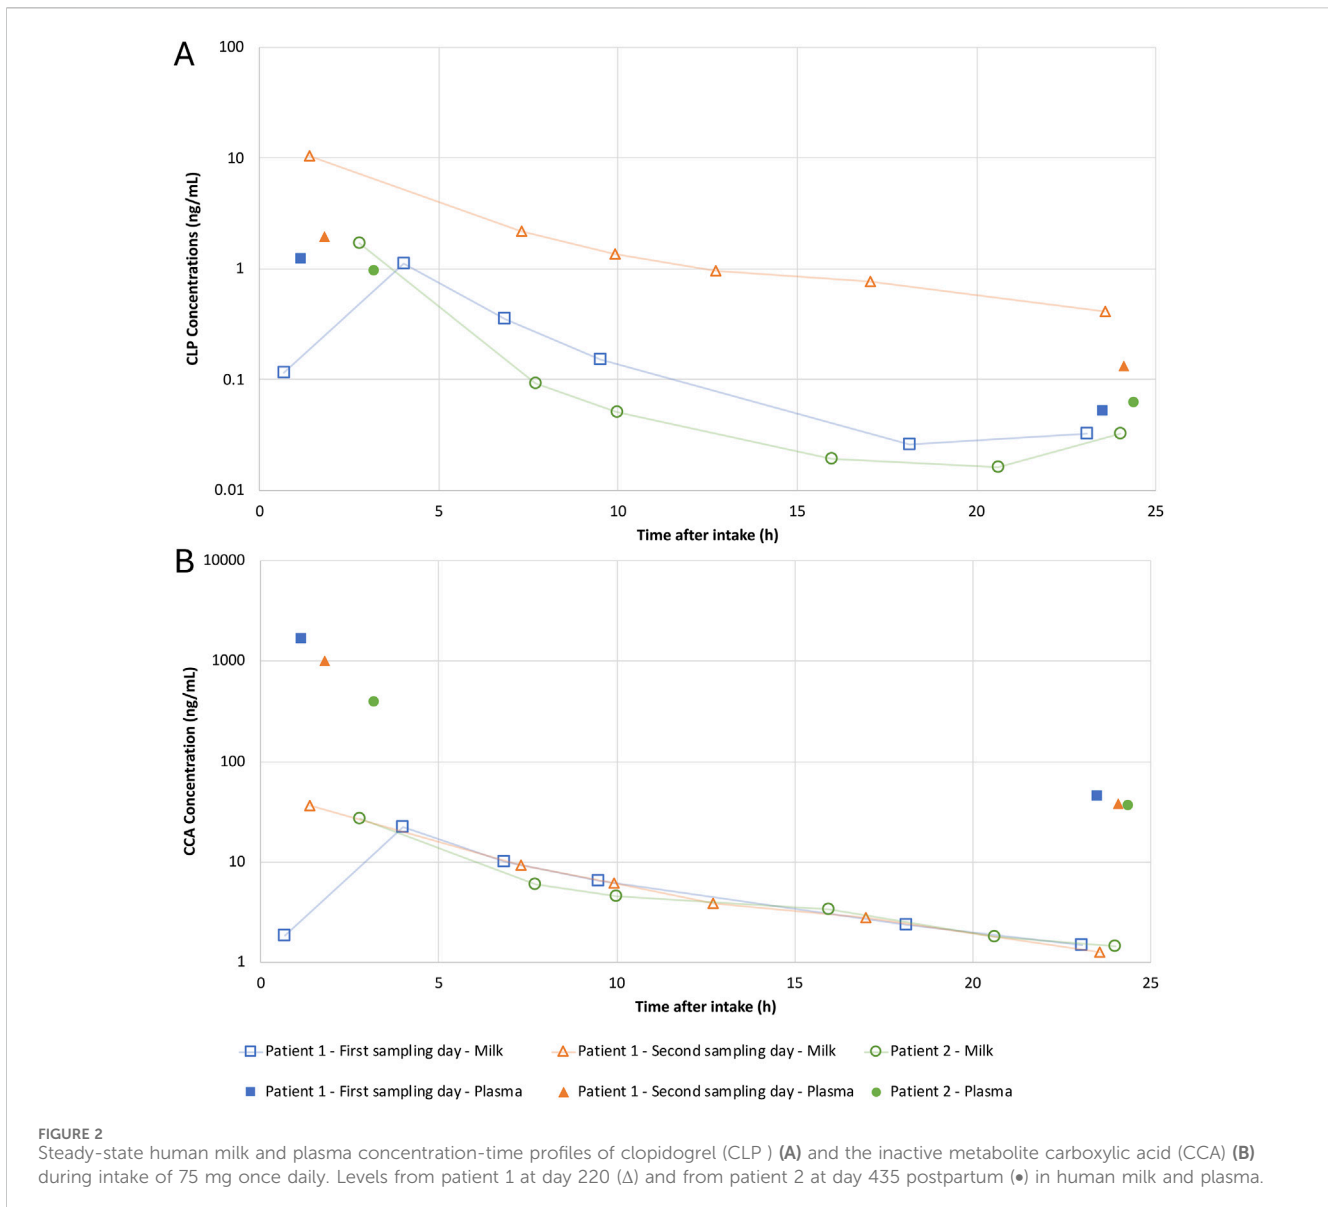 A
100
10
1
0.1
0.01
CLP Concentrations (ng/mL)
0 5 10 15 20 25
Time after intake (h)
B
10000
1000
100
10
1
CCA Concentration (ng/mL)
0 5 10 15 20 25
Time after intake (h)
Patient 1 - First sampling day - Milk Patient 1 - Second sampling day - Milk Patient 2 - Milk
Patient 1 - First sampling day - Plasma Patient 1 - Second sampling day - Plasma Patient 2 - Plasma
FIGURE 2
Steady-state human milk and plasma concentration-time profiles of clopidogrel (CLP ) (A) and the inactive metabolite carboxylic acid (CCA) (B)
during intake of 75 mg once daily. Levels from patient 1 at day 220 (Δ) and from patient 2 at day 435 postpartum (•) in human milk and plasma.